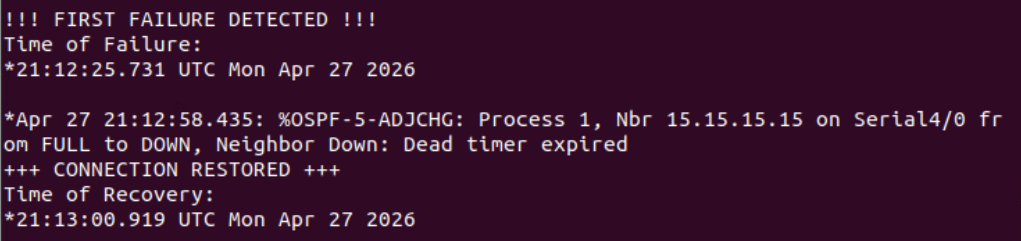 !!! FIRST FAILURE DETECTED !!!
Time of Failure:
*21:12:25.731 UTC Mon Apr 27 2026
*Apr 27 21:12:58.435: %OSPF-5-ADJCHG: Process 1, Nbr 15.15.15.15 on Serial4/0 fr
om FULL to DOWN, Neighbor Down: Dead timer expired
+++ CONNECTION RESTORED +++
Time of Recovery:
*21:13:00.919 UTC Mon Apr 27 2026